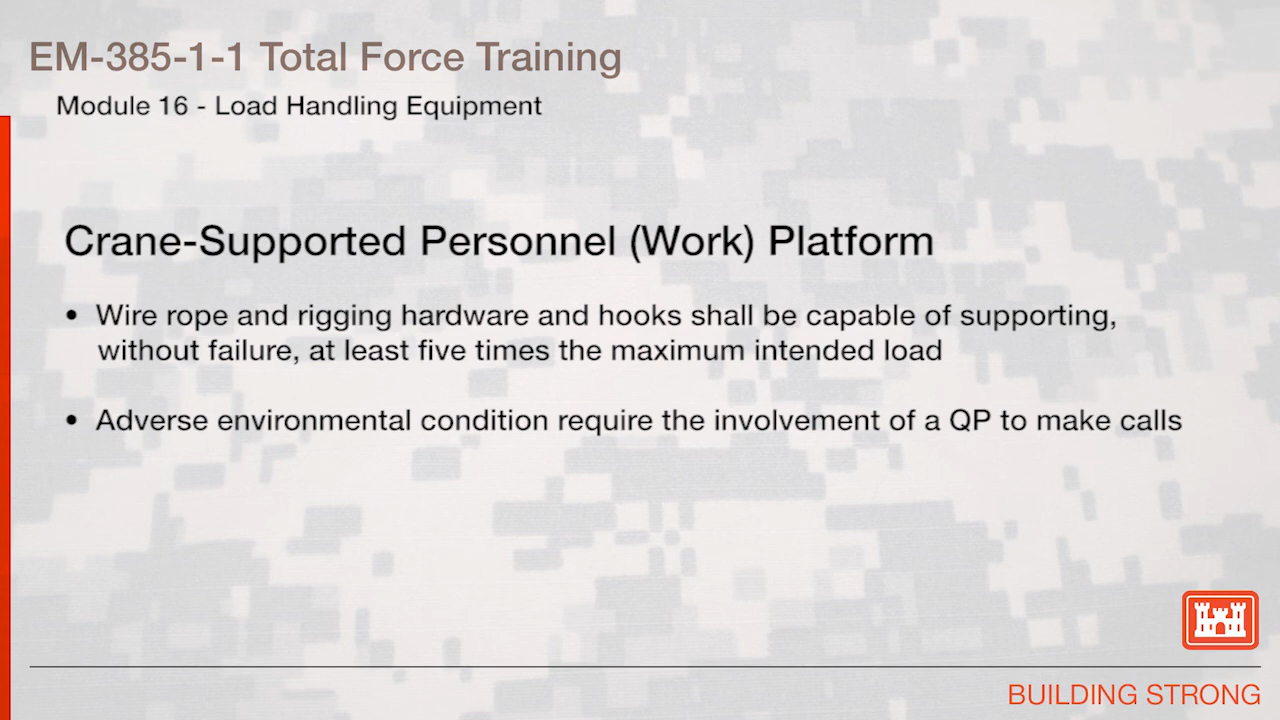 EM-385-1-1 Total Force Training
Module 16 - Load Handling Equipment
Crane-Supported Personnel (Work) Platform
• Wire rope and rigging hardware and hooks shall be capable of supporting,
without failure, at least five times the maximum intended load
• Adverse environmental condition require the involvement of a QP to make calls
BUILDING STRONG